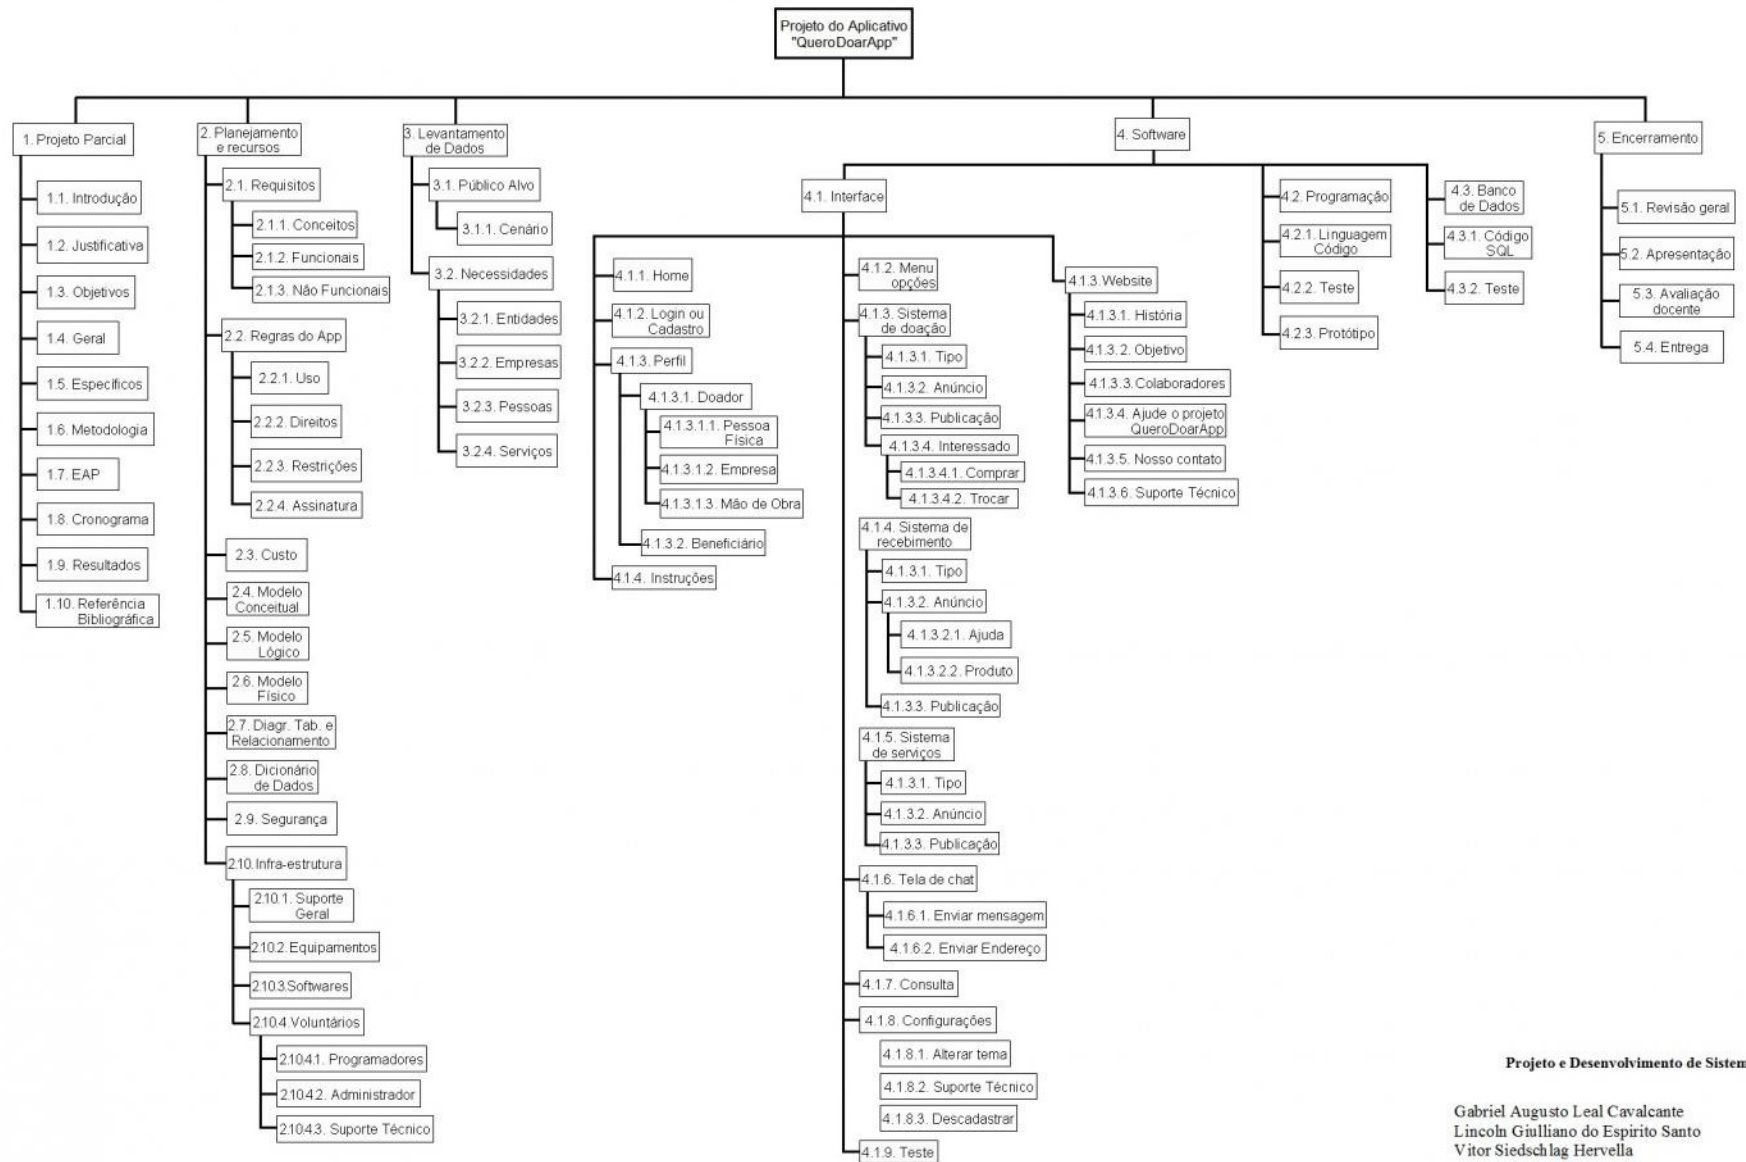 Projeto do Aplicativo
"QueroDoarApp"
1. Projeto Parcial
1.1. Introdução
1.2. Justificativa
1.3. Objetivos
1.4. Geral
1.5. Específicos
1.6. Metodologia
1.7. EAP
1.8. Cronograma
1.9. Resultados
1.10. Referência
Bibliográfica
2. Planejamento
e recursos
2.1. Requisitos
2.1.1. Conceitos
2.1.2. Funcionais
2.1.3. Não Funcionais
2.2. Regras do App
2.2.1. Uso
2.2.2. Direitos
2.2.3. Restrições
2.2.4. Assinatura
2.3. Custo
2.4. Modelo
Conceitual
2.5. Modelo
Lógico
2.6. Modelo
Físico
2.7. Diagr. Tab. e
Relacionamento
2.8. Dicionário
de Dados
2.9. Segurança
2.10. Infra-estrutura
2.10.1. Suporte
Geral
2.10.2. Equipamentos
2.10.3.Softwares
2.10.4.Voluntários
2.10.4.1. Programadores
2.10.4.2. Administrador
2.10.4.3. Suporte Técnico
3. Levantamento
de Dados
3.1. Público Alvo
3.1.1. Cenário
3.2. Necessidades
3.2.1. Entidades
3.2.2. Empresas
3.2.3. Pessoas
3.2.4. Serviços
4. Software
4.1. Interface
4.1.1. Home
4.1.2. Login ou
Cadastro
4.1.3. Perfil
4.1.3.1. Doador
4.1.3.1.1. Pessoa
Física
4.1.3.1.2. Empresa
4.1.3.1.3. Mão de Obra
4.1.3.2. Beneficiário
4.1.4. Instruções
4.1.2. Menu
opções
4.1.3. Sistema
de doação
4.1.3.1. Tipo
4.1.3.2. Anúncio
4.1.3.3. Publicação
4.1.3.4. Interessado
4.1.3.4.1. Comprar
4.1.3.4.2. Trocar
4.1.4. Sistema de
recebimento
4.1.3.1. Tipo
4.1.3.2. Anúncio
4.1.3.2.1. Ajuda
4.1.3.2.2. Produto
4.1.3.3. Publicação
4.1.5. Sistema
de serviços
4.1.3.1. Tipo
4.1.3.2. Anúncio
4.1.3.3. Publicação
4.1.6. Tela de chat
4.1.6.1. Enviar mensagem
4.1.6.2. Enviar Endereço
4.1.7. Consulta
4.1.8. Configurações
4.1.8.1. Alterar tema
4.1.8.2. Suporte Técnico
4.1.8.3. Descadastrar
4.1.9. Teste
4.1.3. Website
4.1.3.1. História
4.1.3.2. Objetivo
4.1.3.3. Colaboradores
4.1.3.4. Ajude o projeto
QueroDoarApp
4.1.3.5. Nosso contato
4.1.3.6. Suporte Técnico
4.2. Programação
4.2.1. Linguagem
Código
4.2.2. Teste
4.2.3. Protótipo
4.3. Banco
de Dados
4.3.1. Código
SQL
4.3.2. Teste
5. Encerramento
5.1. Revisão geral
5.2. Apresentação
5.3. Avaliação
docente
5.4. Entrega
Projeto e Desenvolvimento de Sistem
Gabriel Augusto Leal Cavalcante
Lincoln Giulliano do Espirito Santo
Vitor Siedschlag Hervella